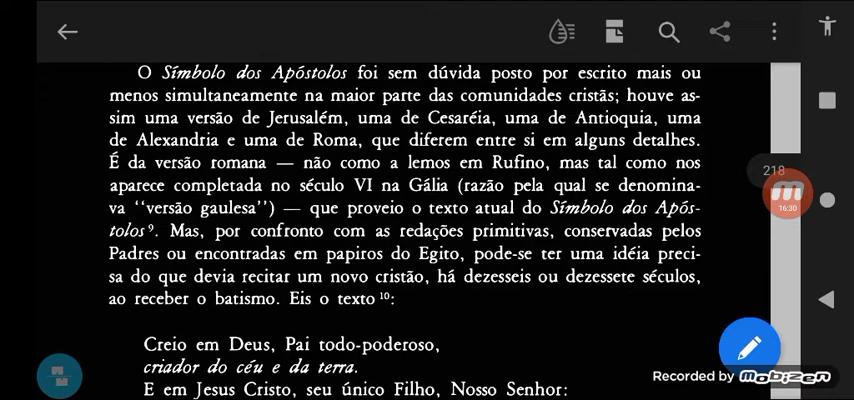 O Símbolo dos Apóstolos foi sem dúvida posto por escrito mais ou
menos simultaneamente na maior parte das comunidades cristãs; houve as-
sim uma versão de Jerusalém, uma de Cesaréia, uma de Antioquia, uma
de Alexandria e uma de Roma, que diferem entre si em alguns detalhes.
É da versão romana — não como a lemos em Rufino, mas tal como nos
aparece completada no século VI na Gália (razão pela qual se denomina-
va ‘‘versão gaulesa’’) — que proveio o texto atual do Símbolo dos Após-
tolos⁹. Mas, por confronto com as redações primitivas, conservadas pelos
Padres ou encontradas em papiros do Egito, pode-se ter uma idéia preci-
sa do que devia recitar um novo cristão, há dezesseis ou dezessete séculos,
ao receber o batismo. Eis o texto¹⁰:
Creio em Deus, Pai todo-poderoso,
criador do céu e da terra.
E em Jesus Cristo, seu único Filho, Nosso Senhor:
218
16:30
Recorded by mobizen